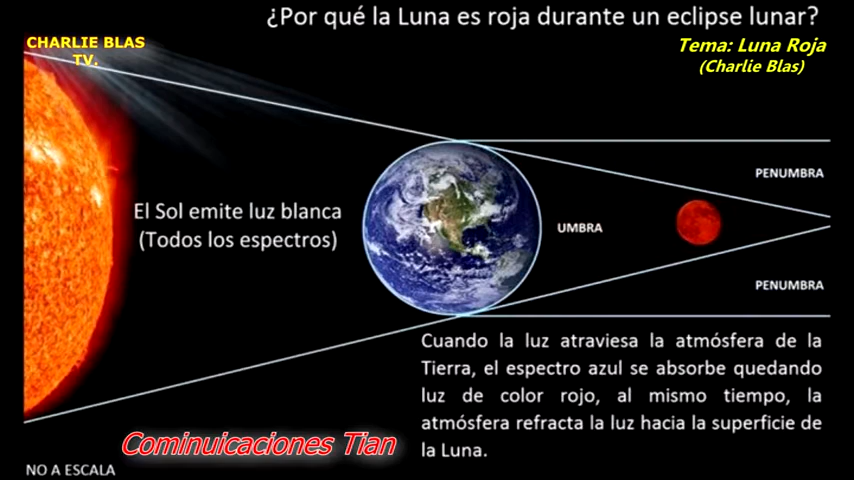 ¿Por qué la Luna es roja durante un eclipse lunar?
CHARLIE BLAS
TV.
Tema: Luna Roja
(Charlie Blas)
PENUMBRA
El Sol emite luz blanca
(Todos los espectros)
UMBRA
PENUMBRA
Cuando la luz atraviesa la atmósfera de la
Tierra, el espectro azul se absorbe quedando
luz de color rojo, al mismo tiempo, la
atmósfera refracta la luz hacia la superficie de
la Luna.
Cominuicaciones Tian
NO A ESCALA